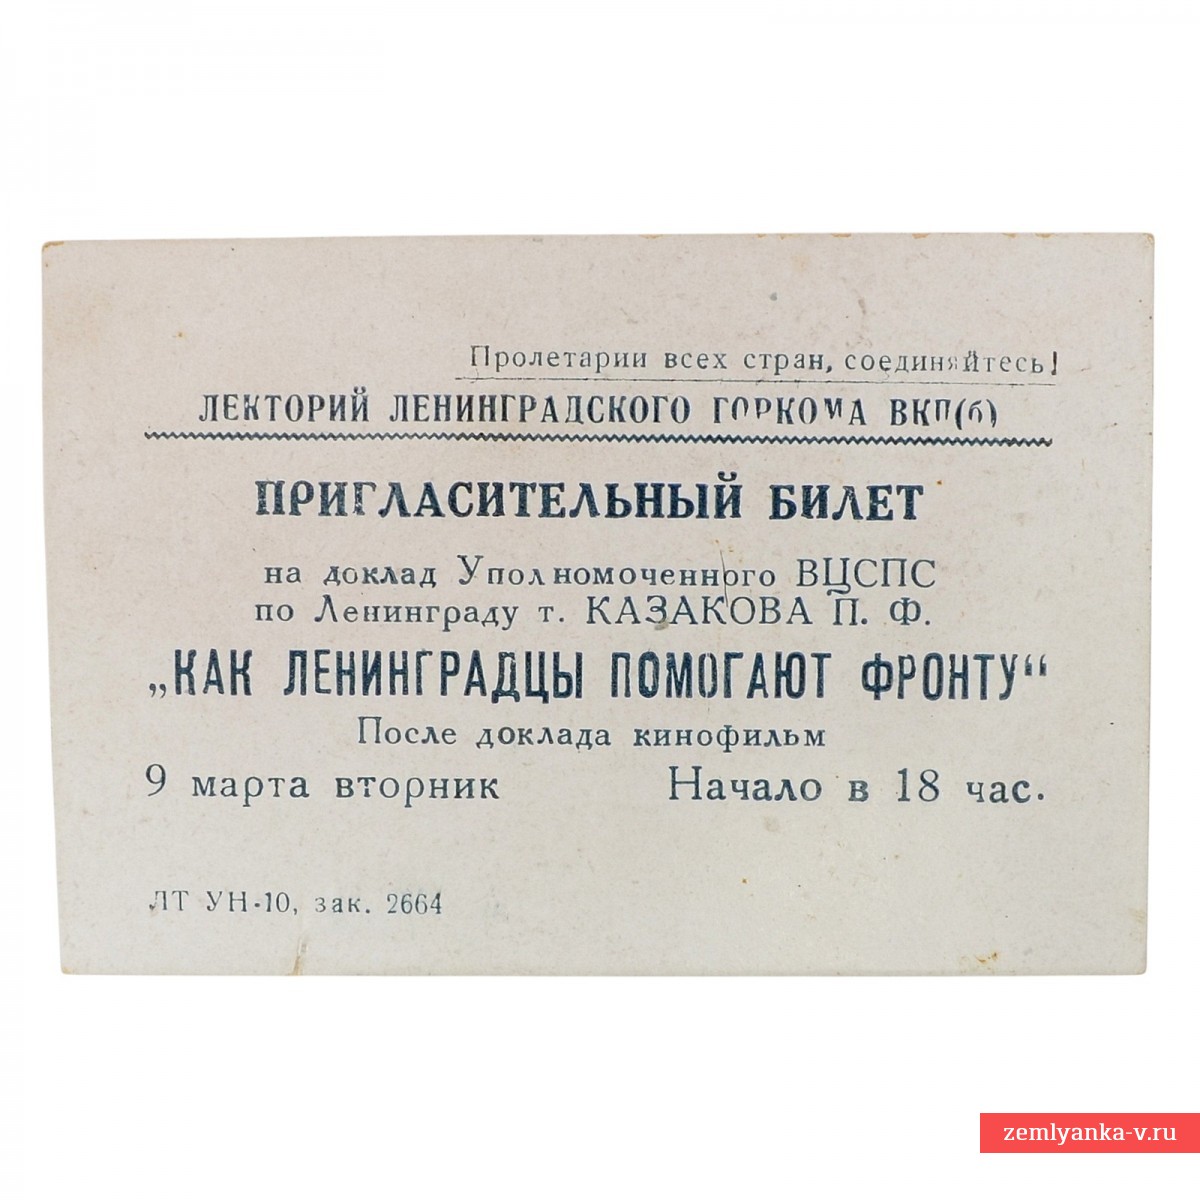 Пролетарии всех стран, соединяйтесь!
ЛЕКТОРИЙ ЛЕНИНГРАДСКОГО ГОРКОМА ВКП(б)
ПРИГЛАСИТЕЛЬНЫЙ БИЛЕТ
на доклад Уполномоченного ВЦСПС
по Ленинграду т. КАЗАКОВА П. Ф.
„КАК ЛЕНИНГРАДЦЫ ПОМОГАЮТ ФРОНТУ“
После доклада кинофильм
9 марта вторник Начало в 18 час.
ЛТ УН-10, зак. 2664
zemlyanka-v.ru